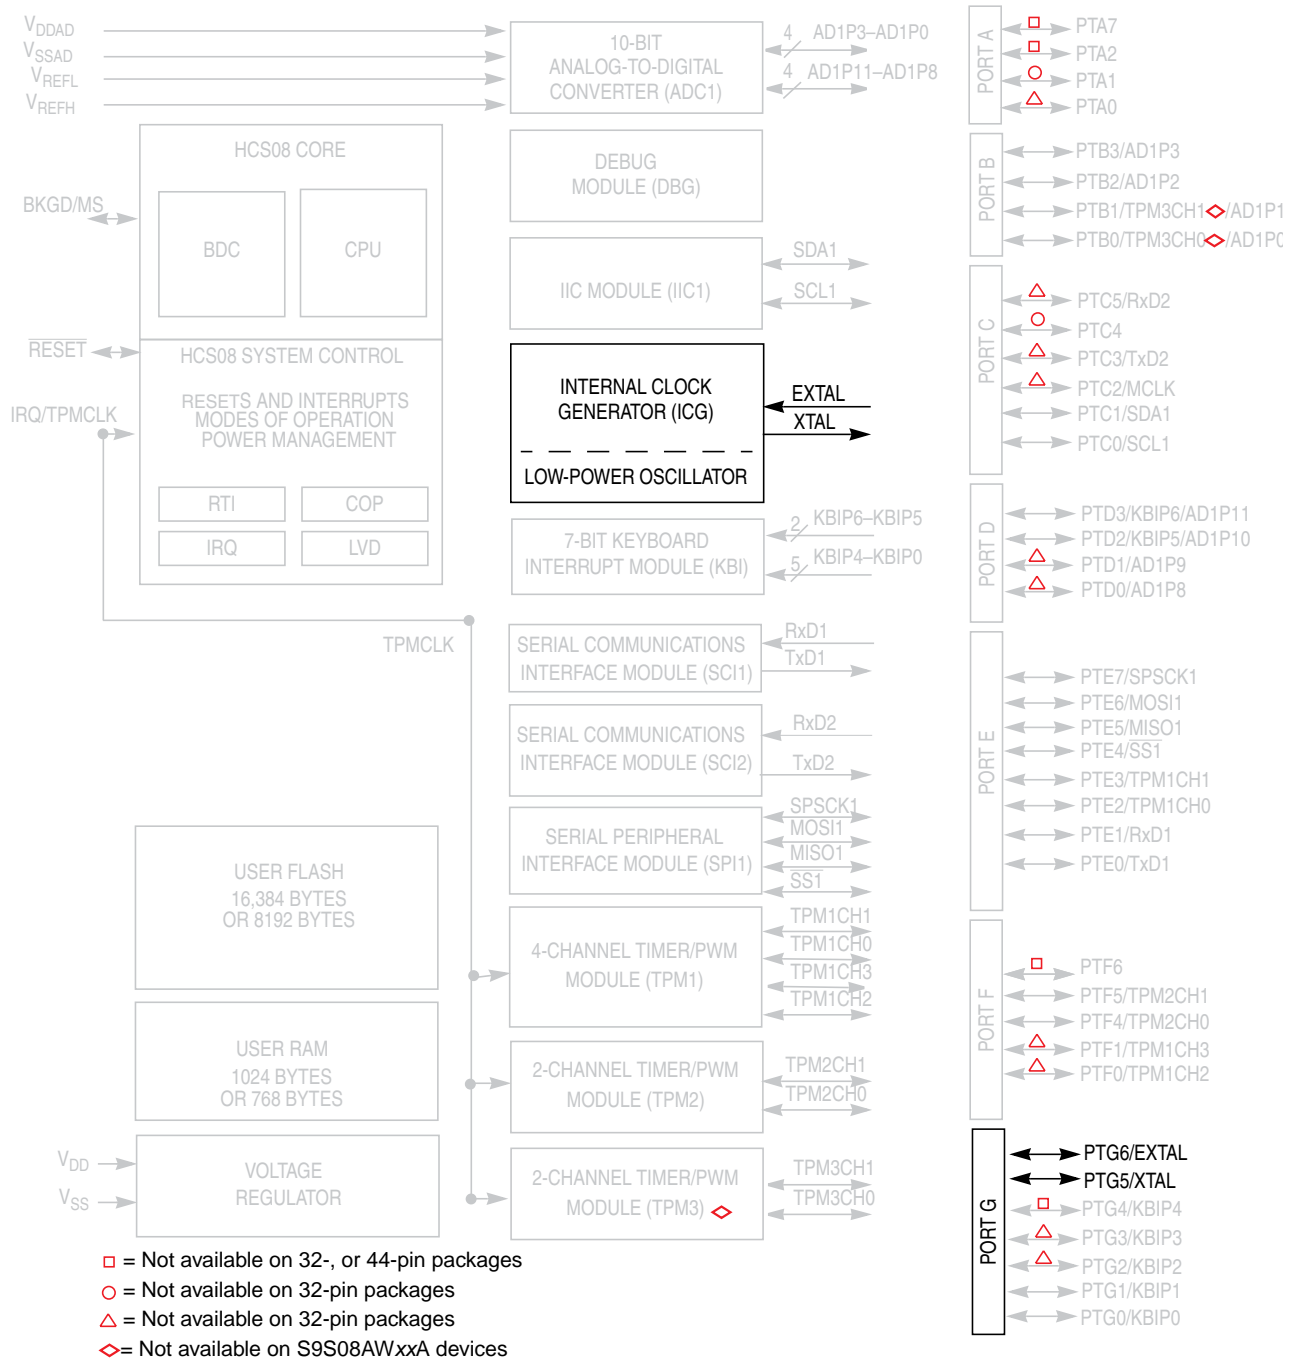 VDDAD
VSSAD
VREFL
VREFH
10-BIT
ANALOG-TO-DIGITAL
CONVERTER (ADC1)
4 AD1P3–AD1P0
4 AD1P11–AD1P8
HCS08 CORE
BDC
CPU
BKGD/MS
DEBUG
MODULE (DBG)
IIC MODULE (IIC1)
SDA1
SCL1
RESET
HCS08 SYSTEM CONTROL
RESETS AND INTERRUPTS
MODES OF OPERATION
POWER MANAGEMENT
IRQ/TPMCLK
RTI
COP
IRQ
LVD
INTERNAL CLOCK
GENERATOR (ICG)
LOW-POWER OSCILLATOR
EXTAL
XTAL
7-BIT KEYBOARD
INTERRUPT MODULE (KBI)
2 KBIP6–KBIP5
5 KBIP4–KBIP0
TPMCLK
SERIAL COMMUNICATIONS
INTERFACE MODULE (SCI1)
RxD1
TxD1
SERIAL COMMUNICATIONS
INTERFACE MODULE (SCI2)
RxD2
TxD2
SERIAL PERIPHERAL
INTERFACE MODULE (SPI1)
SPSCK1
MOSI1
MISO1
SS1
USER FLASH
16,384 BYTES
OR 8192 BYTES
4-CHANNEL TIMER/PWM
MODULE (TPM1)
TPM1CH1
TPM1CH0
TPM1CH3
TPM1CH2
USER RAM
1024 BYTES
OR 768 BYTES
2-CHANNEL TIMER/PWM
MODULE (TPM2)
TPM2CH1
TPM2CH0
VDD
VSS
VOLTAGE
REGULATOR
2-CHANNEL TIMER/PWM
MODULE (TPM3)
TPM3CH1
TPM3CH0
PORT A
PTA7
PTA2
PTA1
PTA0
PORT B
PTB3/AD1P3
PTB2/AD1P2
PTB1/TPM3CH1/AD1P1
PTB0/TPM3CH0/AD1P0
PORT C
PTC5/RxD2
PTC4
PTC3/TxD2
PTC2/MCLK
PTC1/SDA1
PTC0/SCL1
PORT D
PTD3/KBIP6/AD1P11
PTD2/KBIP5/AD1P10
PTD1/AD1P9
PTD0/AD1P8
PORT E
PTE7/SPSCK1
PTE6/MOSI1
PTE5/MISO1
PTE4/SS1
PTE3/TPM1CH1
PTE2/TPM1CH0
PTE1/RxD1
PTE0/TxD1
PORT F
PTF6
PTF5/TPM2CH1
PTF4/TPM2CH0
PTF1/TPM1CH3
PTF0/TPM1CH2
PORT G
PTG6/EXTAL
PTG5/XTAL
PTG4/KBIP4
PTG3/KBIP3
PTG2/KBIP2
PTG1/KBIP1
PTG0/KBIP0
= Not available on 32-, or 44-pin packages
= Not available on 32-pin packages
= Not available on 32-pin packages
= Not available on S9S08AWxxA devices